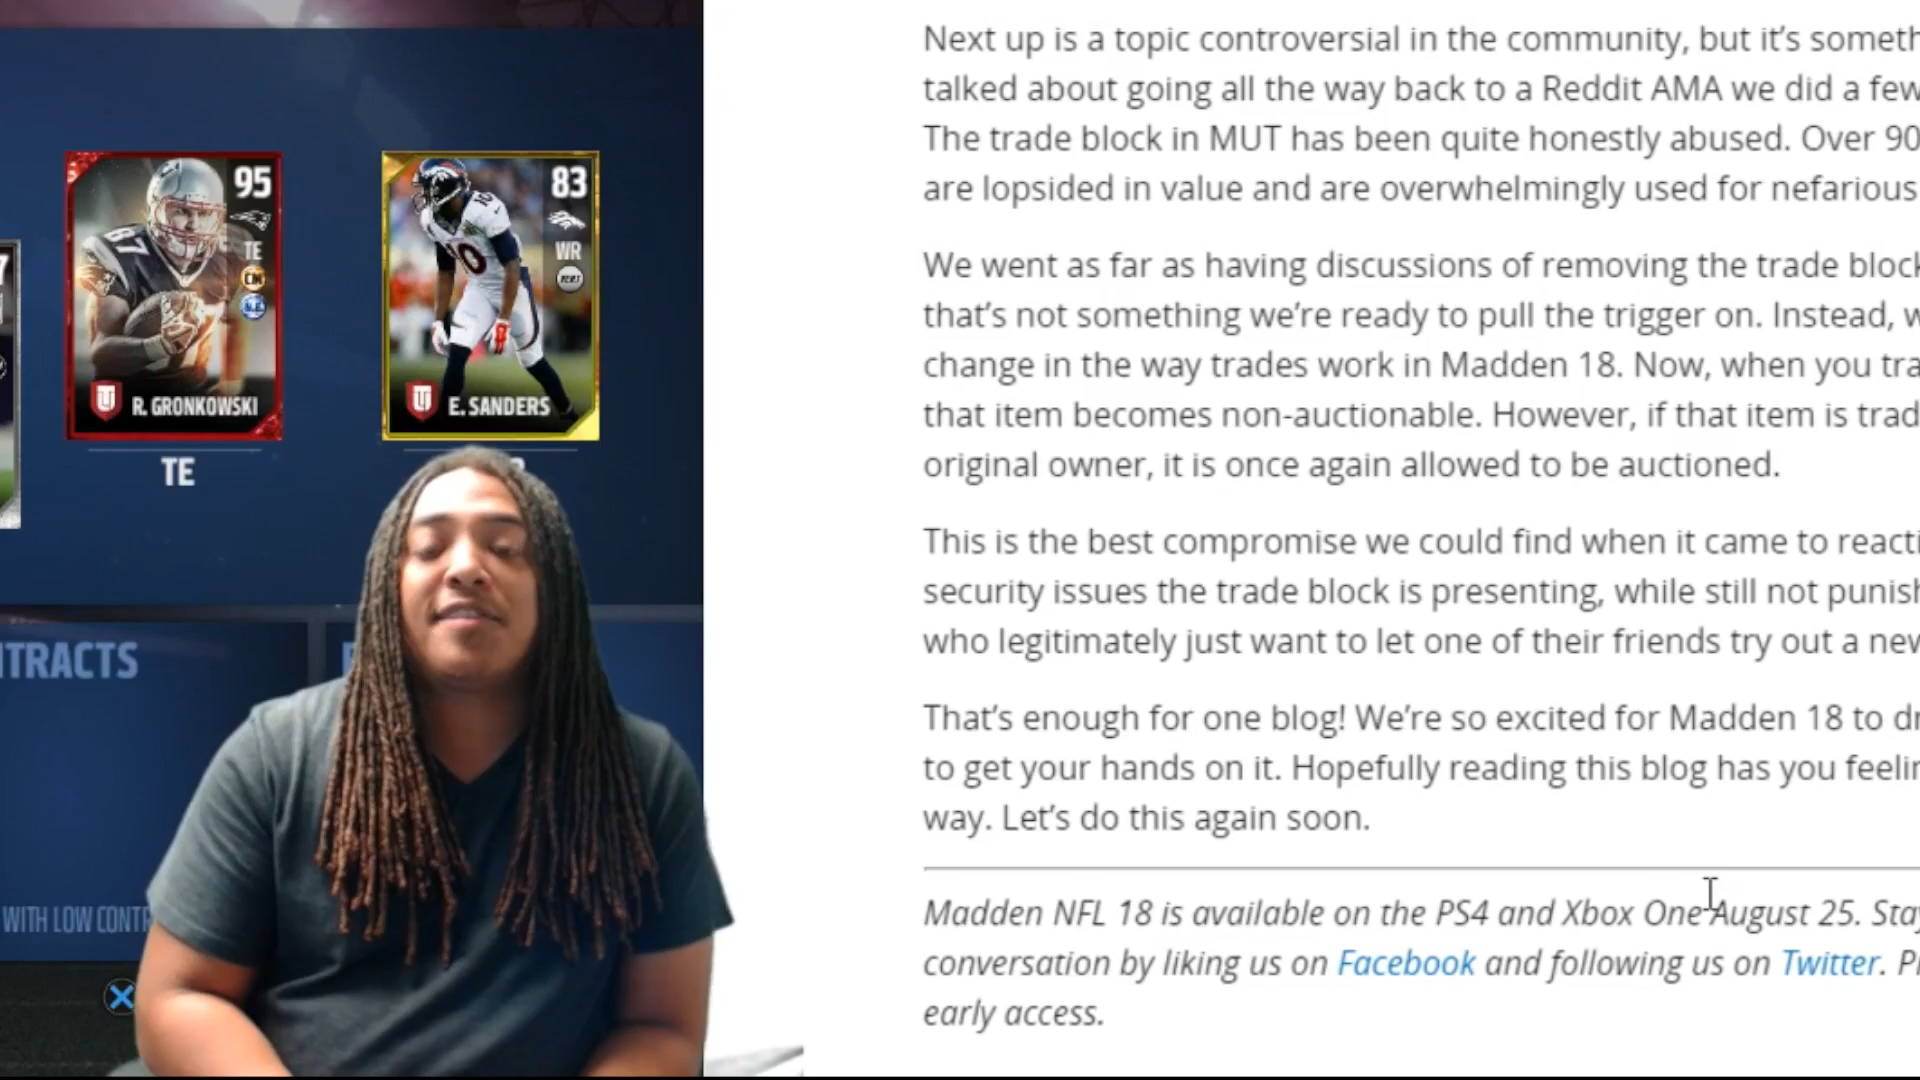 95
TE
87
R. GRONKOWSKI
TE
83
WR
10
E. SANDERS
7
NTRACTS
WITH LOW CONTR
Next up is a topic controversial in the community, but it's someth
talked about going all the way back to a Reddit AMA we did a few
The trade block in MUT has been quite honestly abused. Over 90
are lopsided in value and are overwhelmingly used for nefarious
We went as far as having discussions of removing the trade block
that's not something we're ready to pull the trigger on. Instead, w
change in the way trades work in Madden 18. Now, when you tra
that item becomes non-auctionable. However, if that item is trad
original owner, it is once again allowed to be auctioned.
This is the best compromise we could find when it came to reacti
security issues the trade block is presenting, while still not punish
who legitimately just want to let one of their friends try out a new
That's enough for one blog! We're so excited for Madden 18 to dr
to get your hands on it. Hopefully reading this blog has you feelin
way. Let's do this again soon.
Madden NFL 18 is available on the PS4 and Xbox One August 25. Stay
conversation by liking us on Facebook and following us on Twitter. Pr
early access.